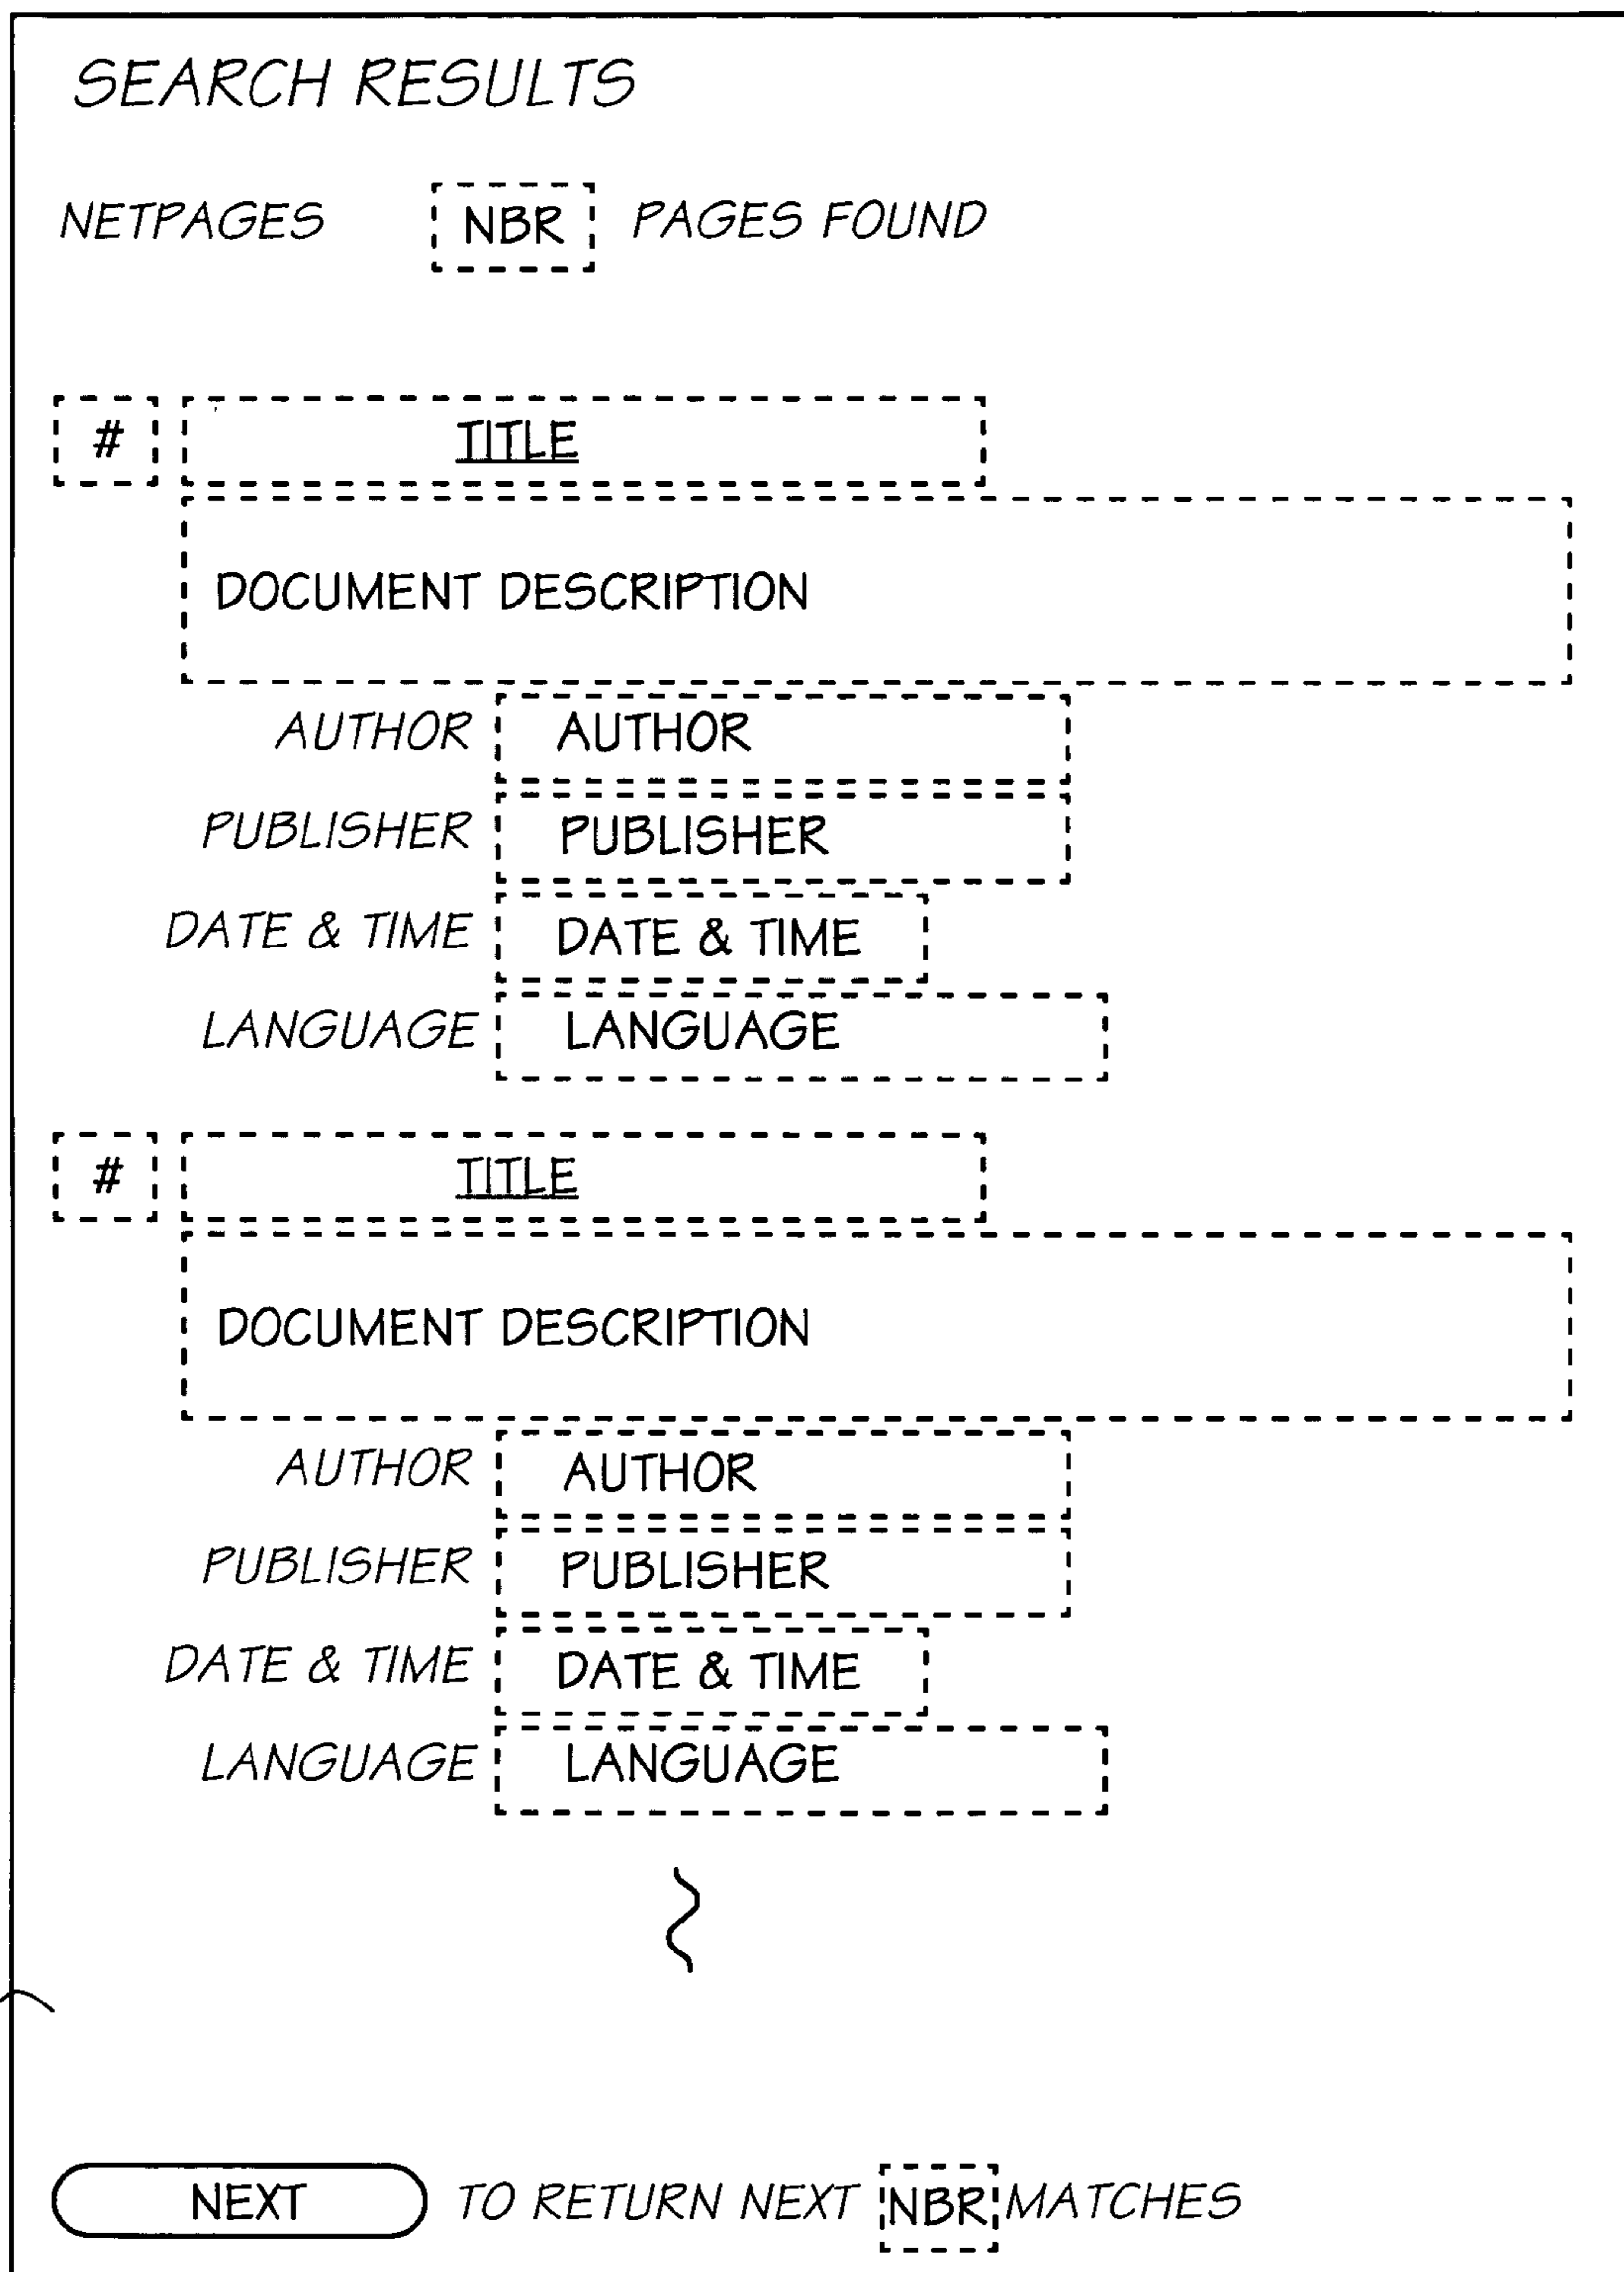 SEARCH RESULTS
NETPAGES NBR PAGES FOUND
# TITLE
DOCUMENT DESCRIPTION
AUTHOR AUTHOR
PUBLISHER PUBLISHER
DATE & TIME DATE & TIME
LANGUAGE LANGUAGE
# TITLE
DOCUMENT DESCRIPTION
AUTHOR AUTHOR
PUBLISHER PUBLISHER
DATE & TIME DATE & TIME
LANGUAGE LANGUAGE
NEXT TO RETURN NEXT NBR MATCHES